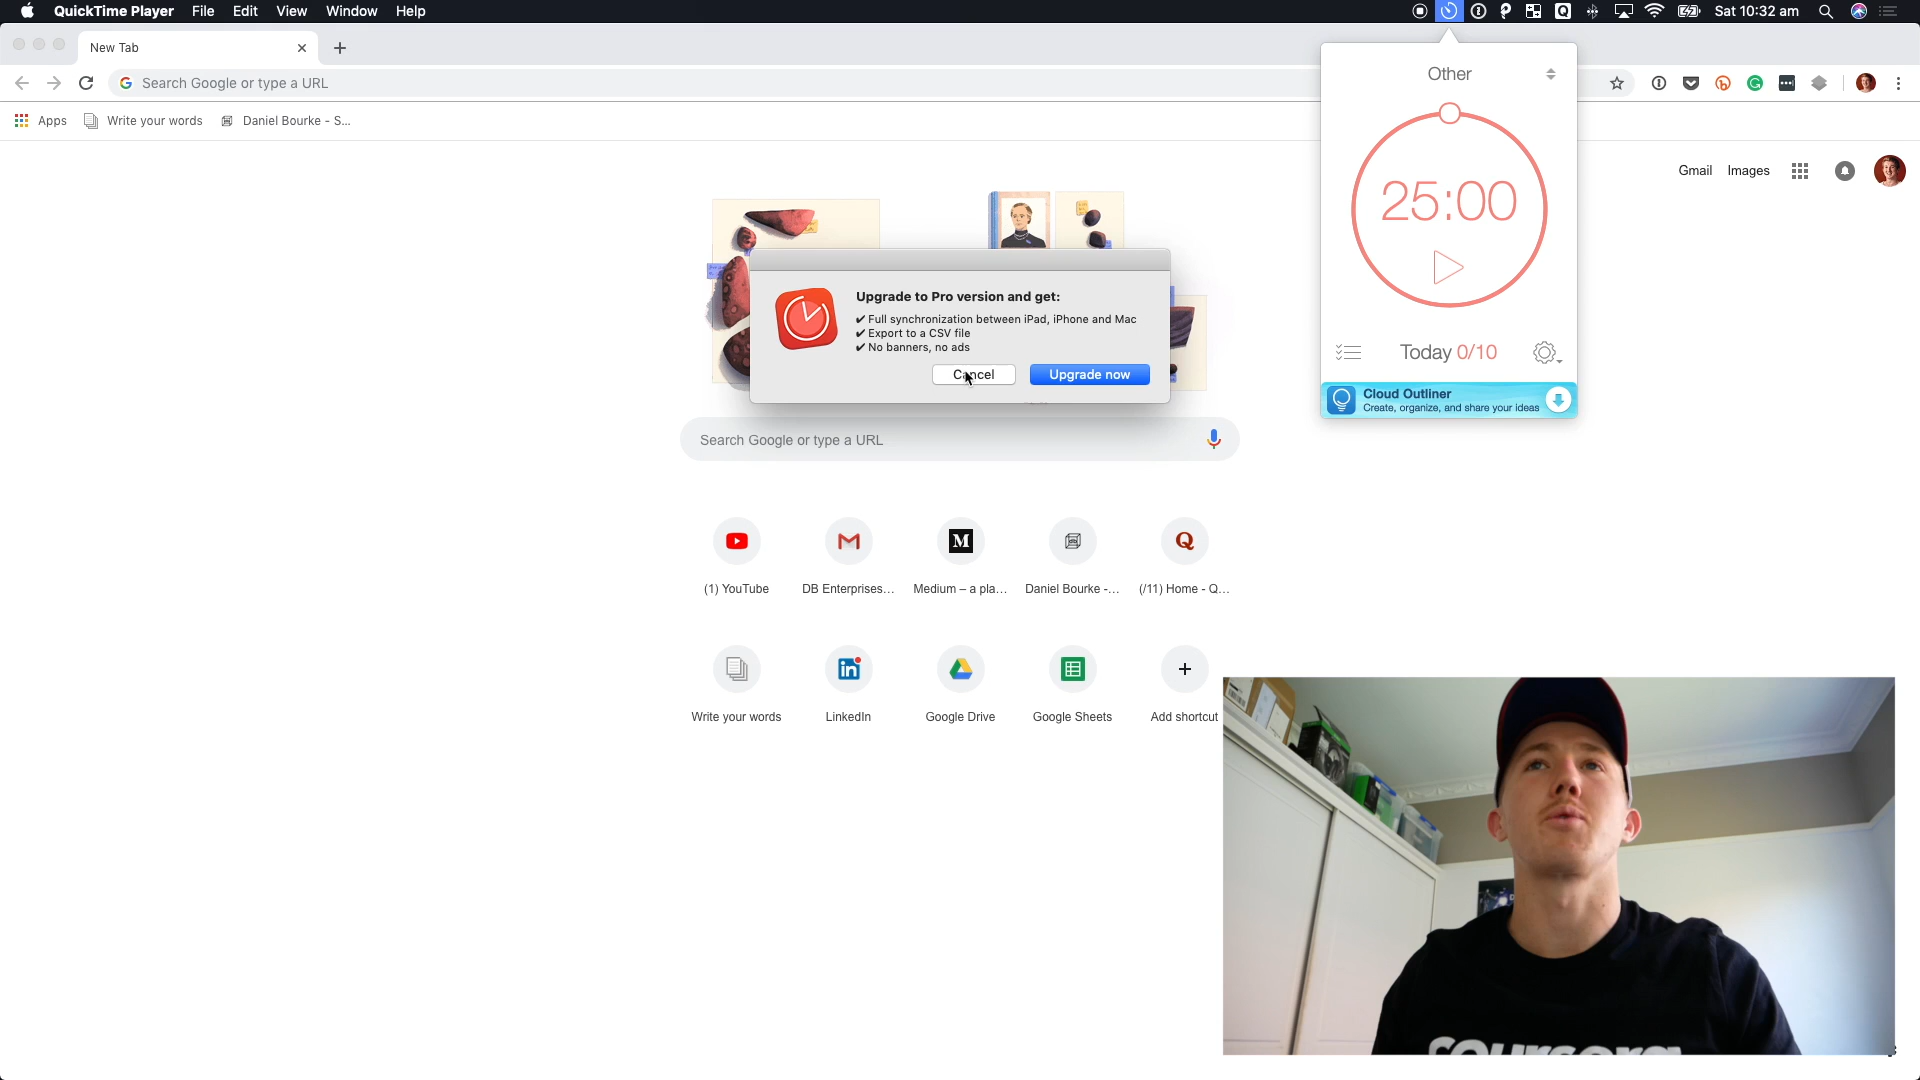 QuickTime Player File Edit View Window Help
Sat 10:32 am
New Tab
Search Google or type a URL
Apps Write your words Daniel Bourke - S...
Gmail Images
Other
25:00
Today 0/10
Cloud Outliner
Create, organize, and share your ideas
Upgrade to Pro version and get:
✔ Full synchronization between iPad, iPhone and Mac
✔ Export to a CSV file
✔ No banners, no ads
Cancel Upgrade now
Search Google or type a URL
(1) YouTube DB Enterprises... Medium – a pla... Daniel Bourke -... (/11) Home - Q...
Write your words LinkedIn Google Drive Google Sheets Add shortcut
coursera